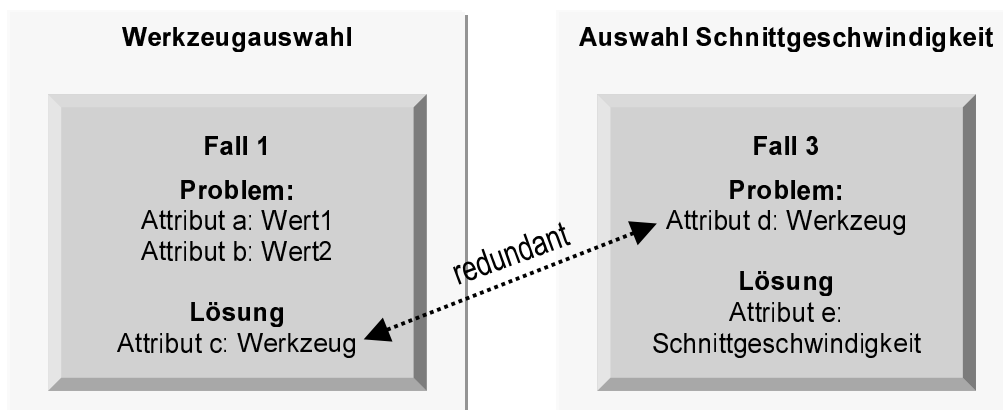 Werkzeugauswahl
Fall 1
Problem:
Attribut a: Wert1
Attribut b: Wert2
Lösung
Attribut c: Werkzeug
redundant
Auswahl Schnittgeschwindigkeit
Fall 3
Problem:
Attribut d: Werkzeug
Lösung
Attribut e:
Schnittgeschwindigkeit